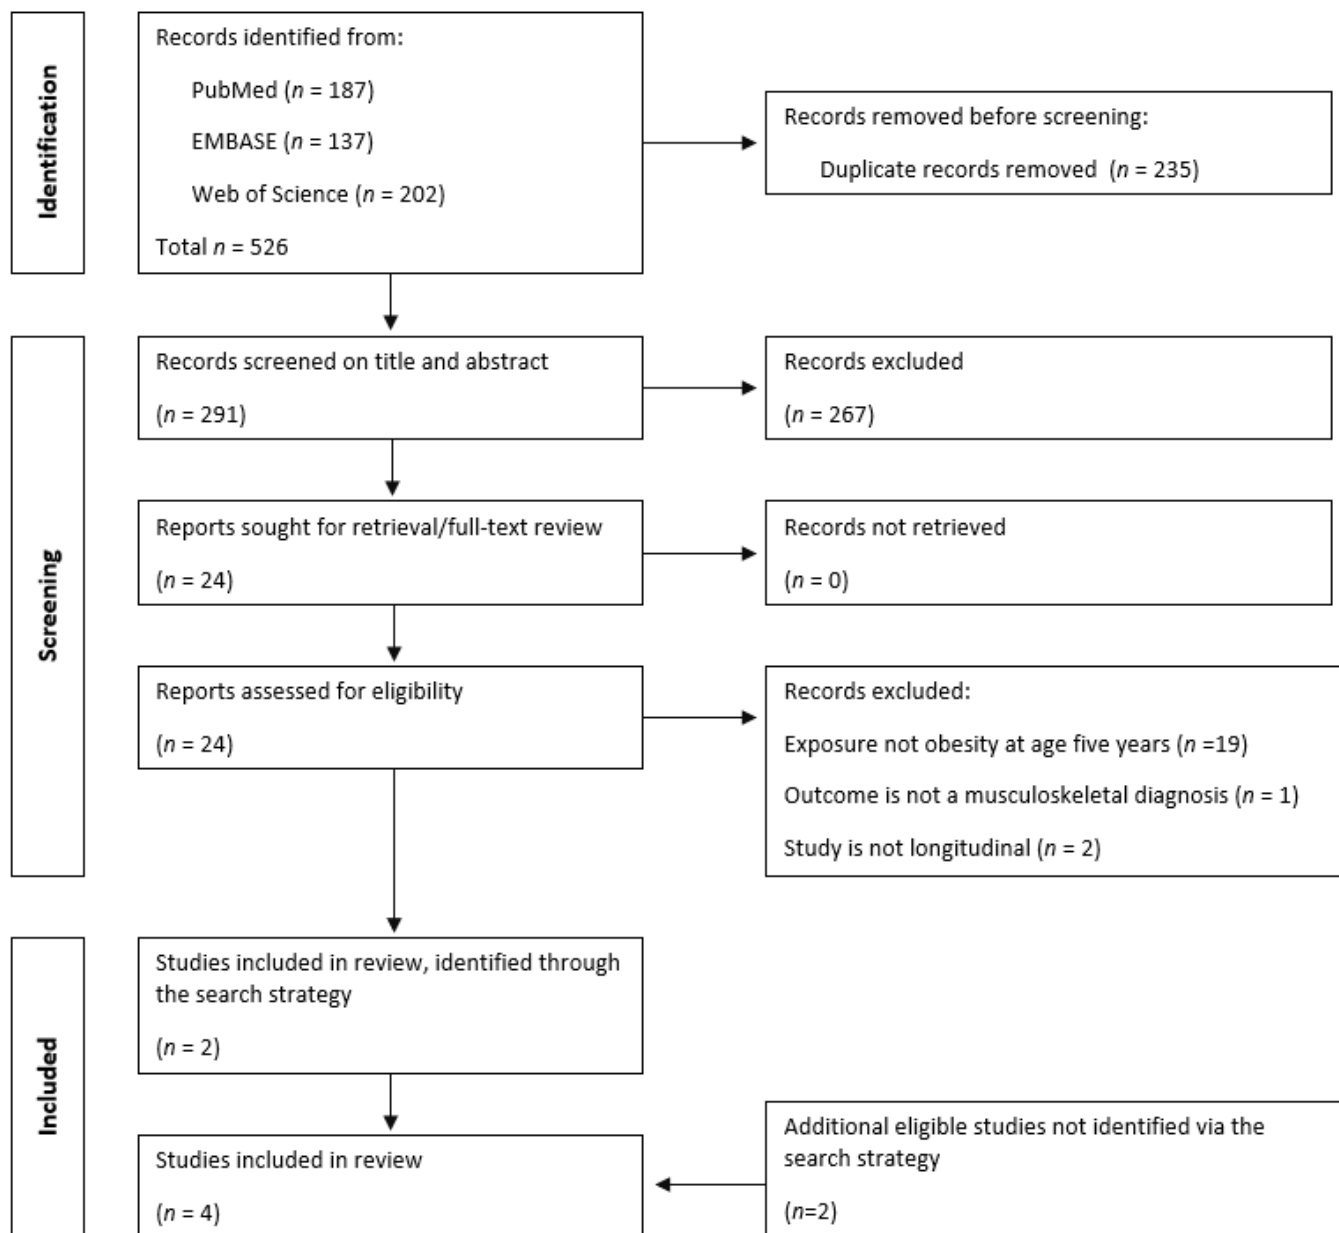 Identification
Records identified from:
PubMed (n = 187)
EMBASE (n = 137)
Web of Science (n = 202)
Total n = 526
Records removed before screening:
Duplicate records removed (n = 235)
Screening
Records screened on title and abstract
(n = 291)
Records excluded
(n = 267)
Reports sought for retrieval/full-text review
(n = 24)
Records not retrieved
(n = 0)
Reports assessed for eligibility
(n = 24)
Records excluded:
Exposure not obesity at age five years (n =19)
Outcome is not a musculoskeletal diagnosis (n = 1)
Study is not longitudinal (n = 2)
Included
Studies included in review, identified through
the search strategy
(n = 2)
Studies included in review
(n = 4)
Additional eligible studies not identified via the
search strategy
(n=2)